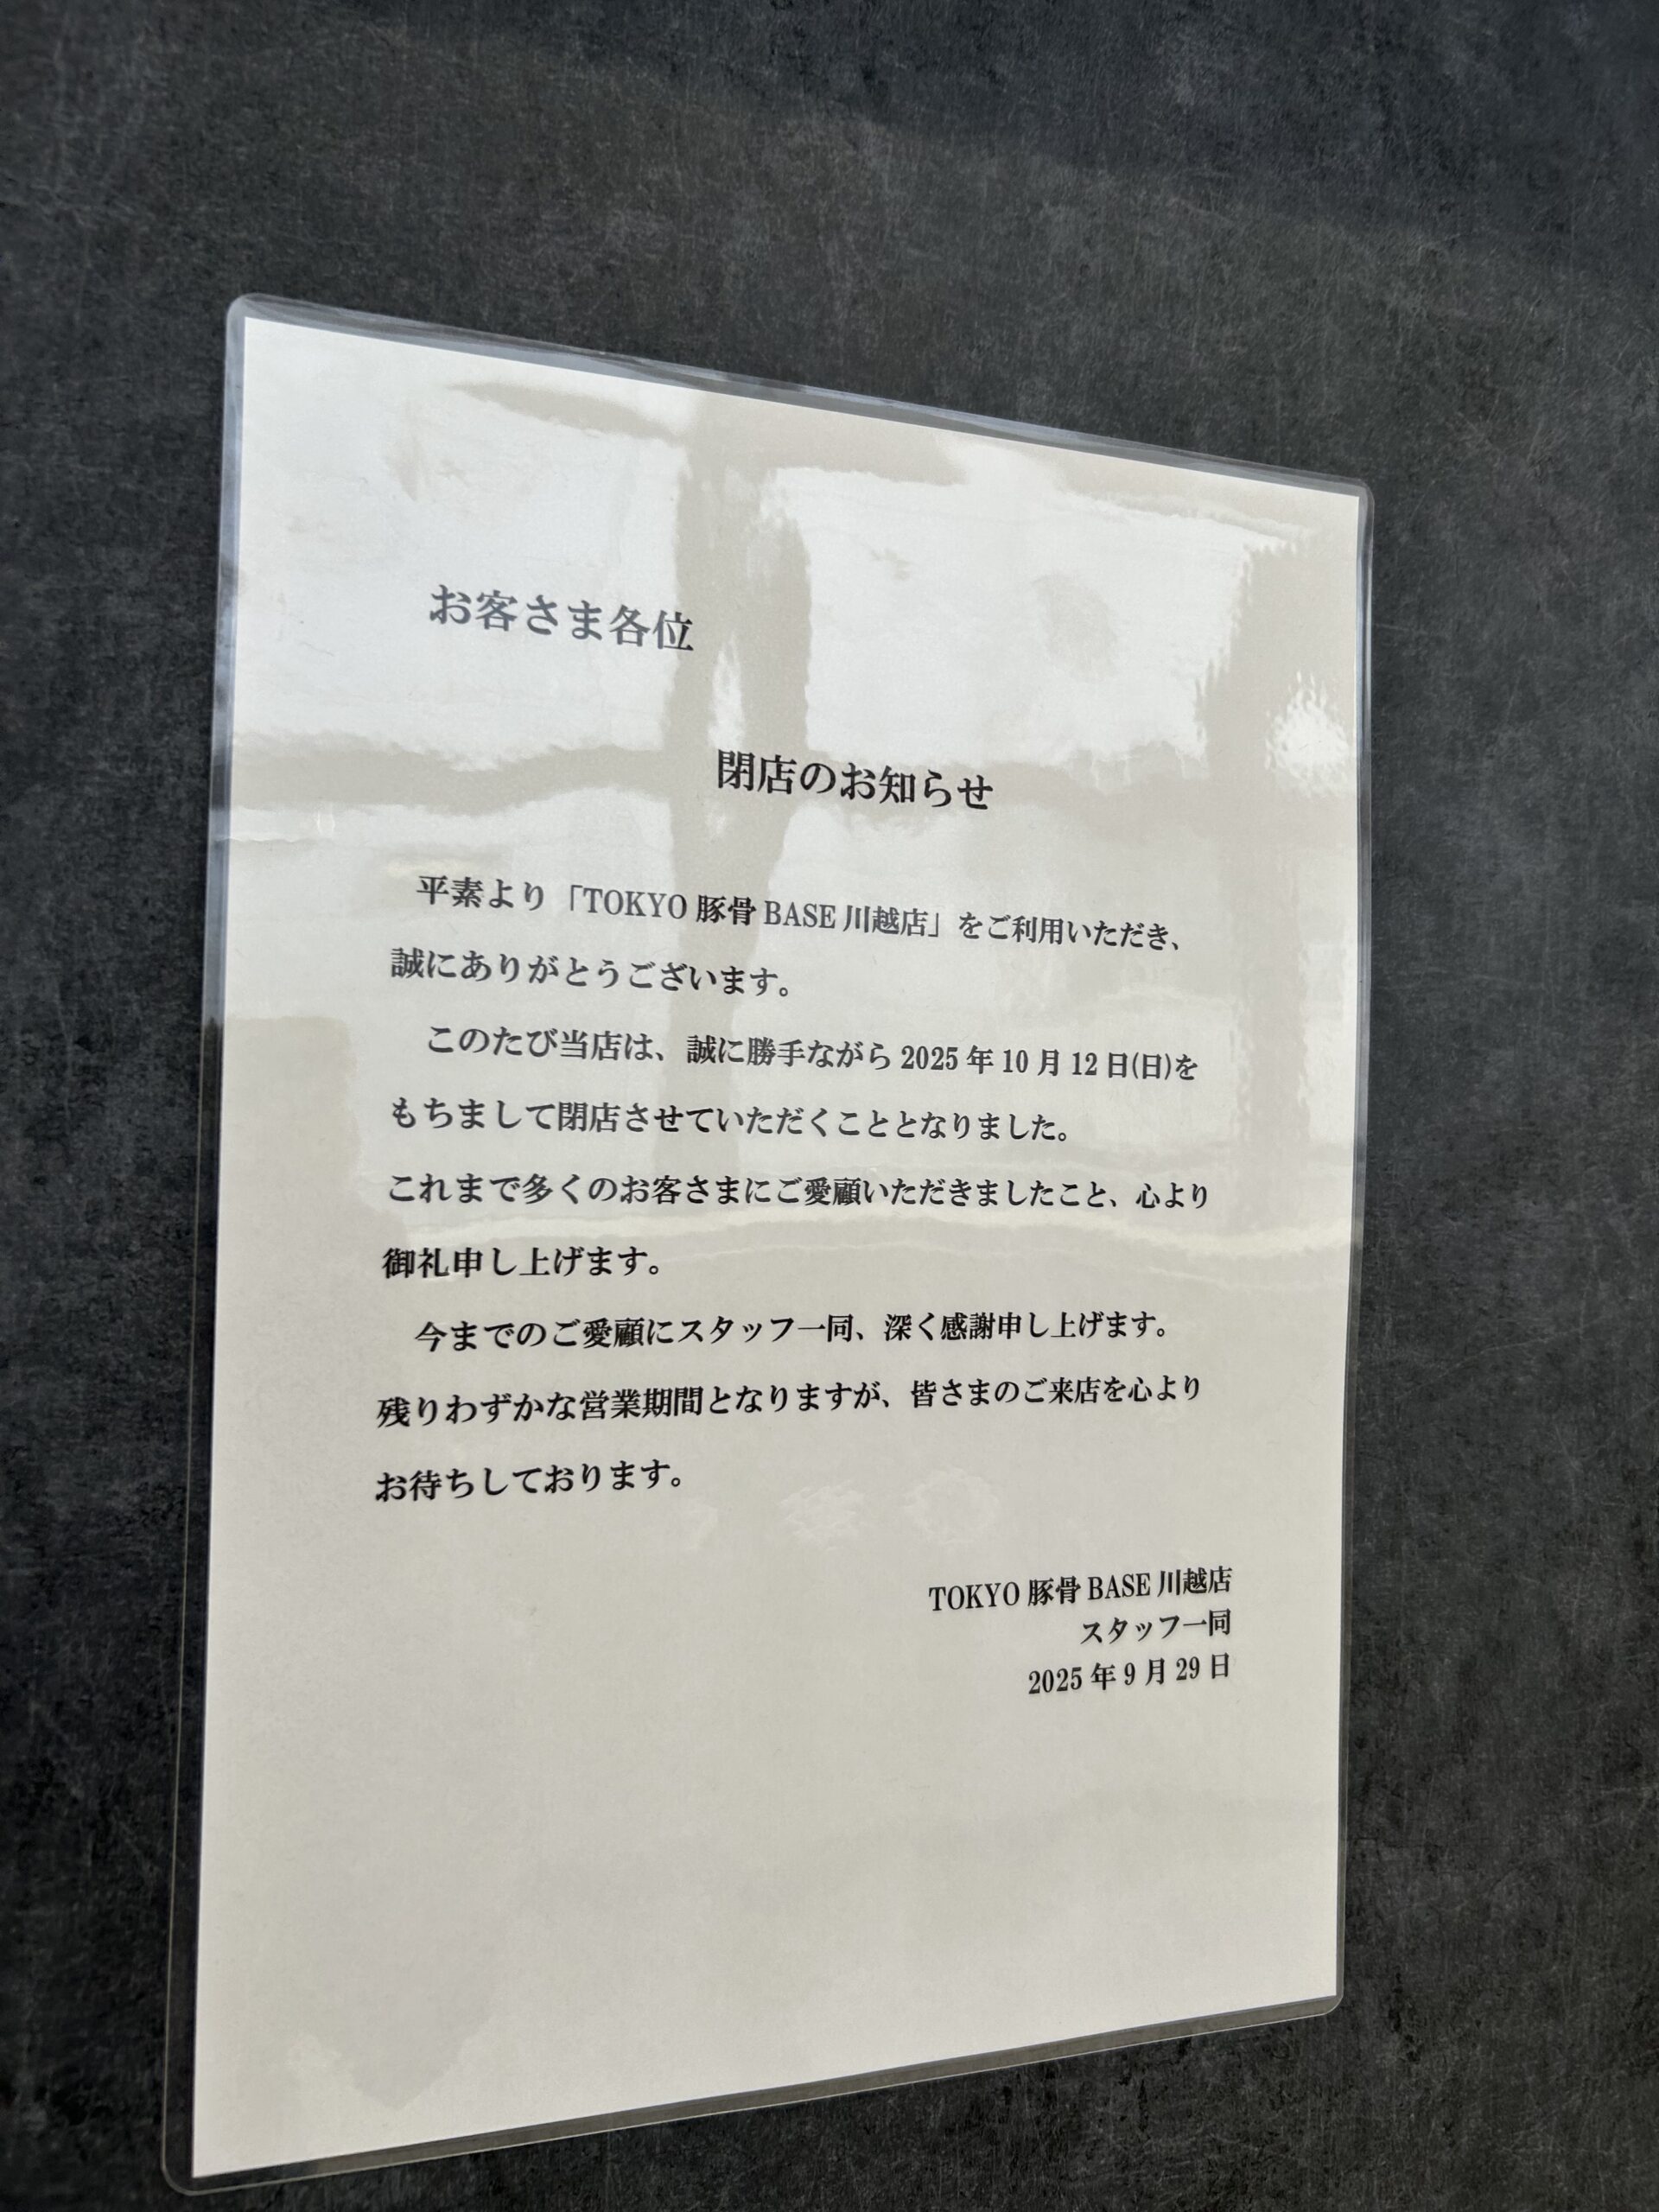 お客さま各位
閉店のお知らせ
平素より「TOKYO 豚骨 BASE 川越店」をご利用いただき、
誠にありがとうございます。
このたび当店は、誠に勝手ながら 2025 年 10 月 12 日(日)を
もちまして閉店させていただくこととなりました。
これまで多くのお客さまにご愛顧いただきましたこと、心より
御礼申し上げます。
今までのご愛顧にスタッフ一同、深く感謝申し上げます。
残りわずかな営業期間となりますが、皆さまのご来店を心より
お待ちしております。
TOKYO 豚骨 BASE 川越店
スタッフ一同
2025 年 9 月 29 日